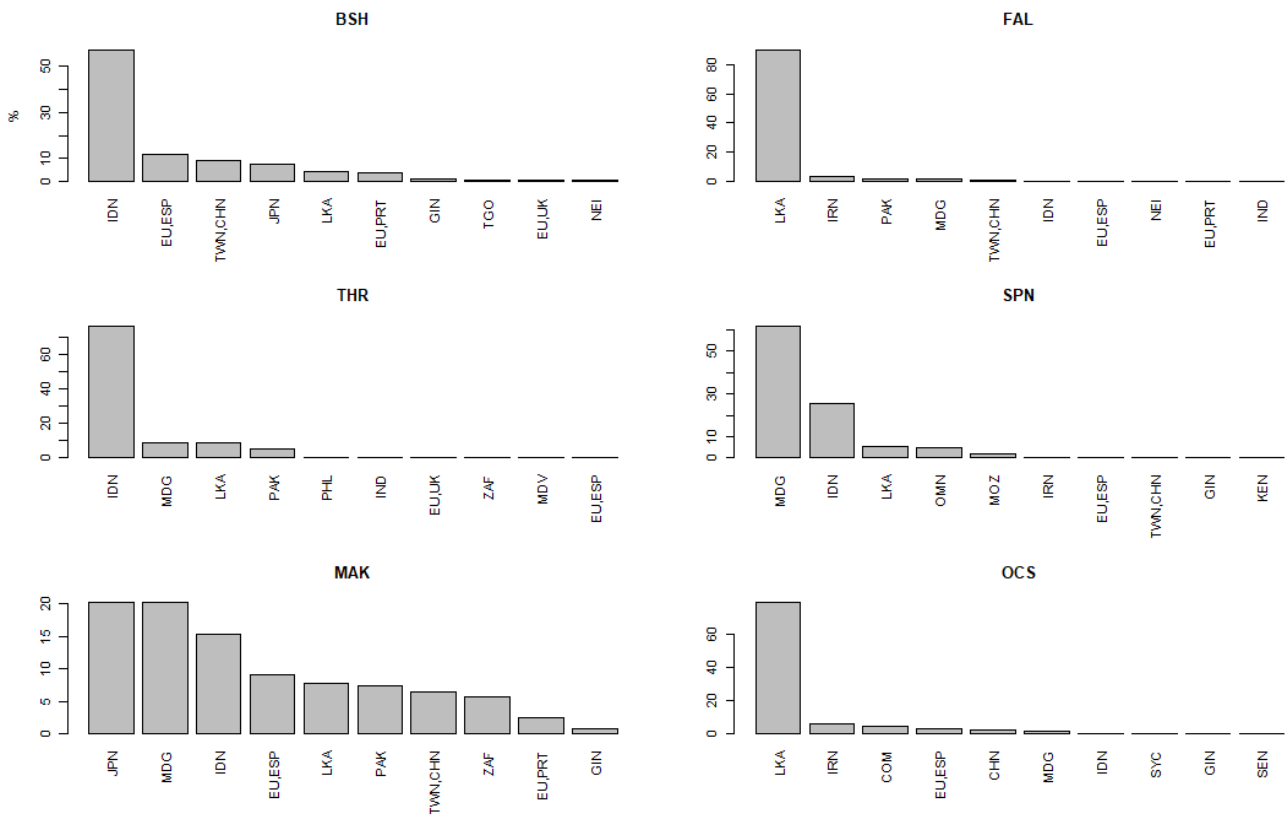 BSH
%
50
30
10
0
IDN
EU,ESP
TWN,CHN
JPN
LKA
EU,PRT
GIN
TGO
EU,UK
NEI
FAL
80
60
40
20
0
LKA
IRN
PAK
MDG
TWN,CHN
IDN
EU,ESP
NEI
EU,PRT
IND
THR
60
40
20
0
IDN
MDG
LKA
PAK
PHL
IND
EU,UK
ZAF
MDV
EU,ESP
SPN
50
30
10
0
MDG
IDN
LKA
OMN
MOZ
IRN
EU,ESP
TWN,CHN
GIN
KEN
MAK
20
15
10
5
0
JPN
MDG
IDN
EU,ESP
LKA
PAK
TWN,CHN
ZAF
EU,PRT
GIN
OCS
60
40
20
0
LKA
IRN
COM
EU,ESP
CHN
MDG
IDN
SYC
GIN
SEN